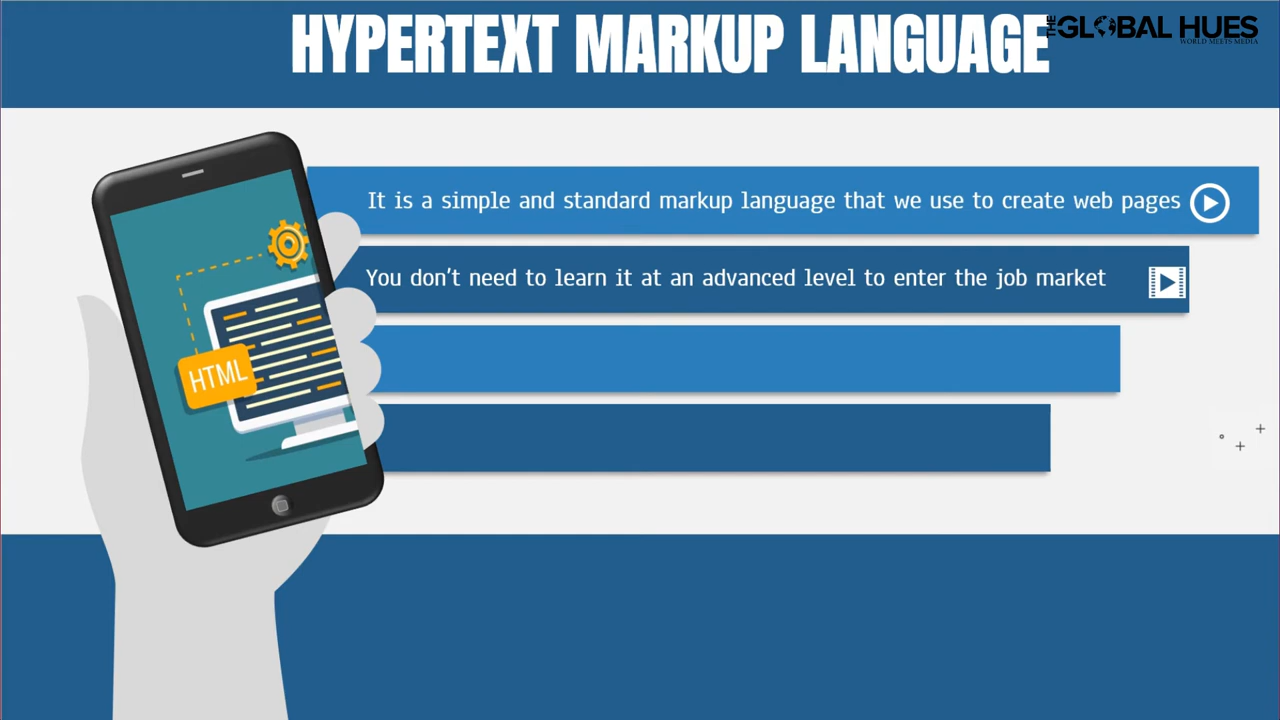 HYPERTEXT MARKUP LANGUAGE
THE GLOBAL HUES
WORLD MEETS MEDIA
It is a simple and standard markup language that we use to create web pages
You don't need to learn it at an advanced level to enter the job market
HTML